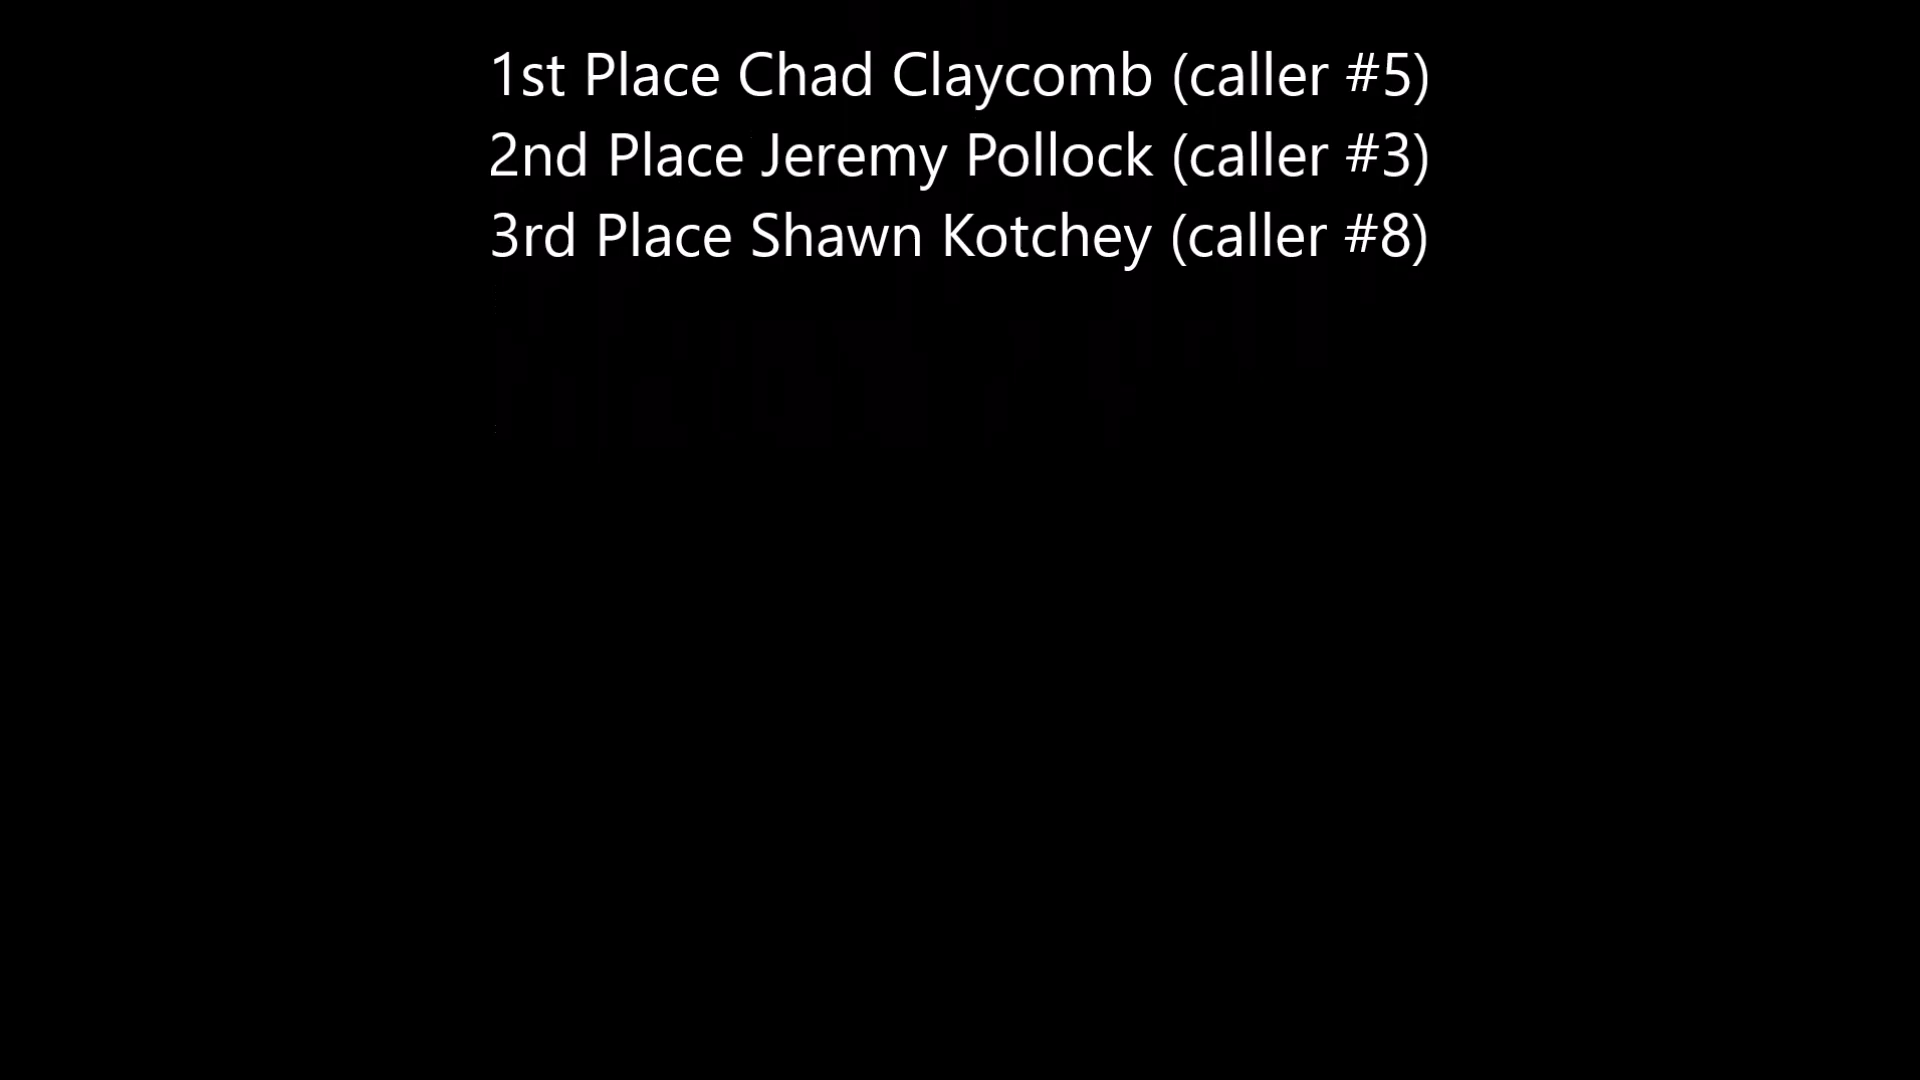 1st Place Chad Claycomb (caller #5)
2nd Place Jeremy Pollock (caller #3)
3rd Place Shawn Kotchey (caller #8)